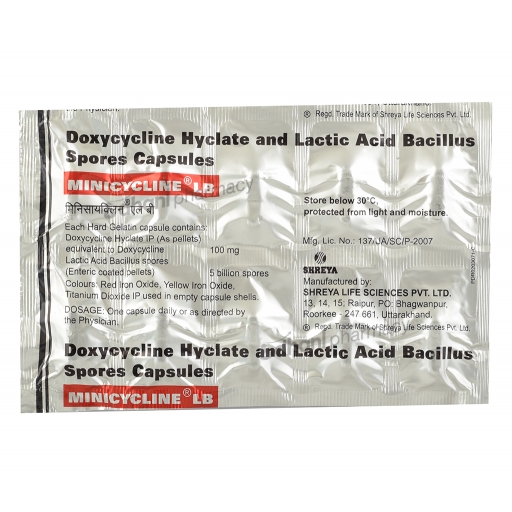 ® Regd. Trade Mark of Shreya Life Sciences Pvt. Ltd.
Doxycycline Hyclate and Lactic Acid Bacillus
Spores Capsules
MINICYCLINE® LB
मिनिसायक्लिन® एल बी
Each Hard Gelatin capsule contains:
Doxycycline Hyclate IP (As pellets)
equivalent to Doxycycline 100 mg
Lactic Acid Bacillus spores
(Enteric coated pellets) 5 billion spores
Colours: Red Iron Oxide, Yellow Iron Oxide,
Titanium Dioxide IP used in empty capsule shells.
DOSAGE: One capsule daily or as directed by
the Physician.
Store below 30°C,
protected from light and moisture.
Mfg. Lic. No.: 137/UA/SC/P-2007
SHREYA
Manufactured by:
SHREYA LIFE SCIENCES PVT. LTD.
13, 14, 15; Raipur, PO: Bhagwanpur,
Roorkee - 247 661, Uttarakhand.
® Regd. Trade Mark of Shreya Life Sciences Pvt. Ltd.
Doxycycline Hyclate and Lactic Acid Bacillus
Spores Capsules
MINICYCLINE® LB